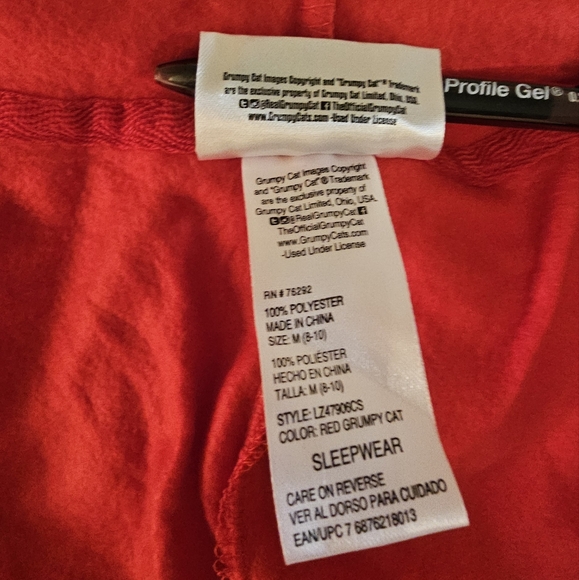 Grumpy Cat Images Copyright and "Grumpy Cat"™ Trademark
are the exclusive property of Grumpy Cat Limited, Ohio, USA.
@RealGrumpyCat TheOfficialGrumpyCat
www.GrumpyCats.com -Used Under License
Profile Gel®
Grumpy Cat Images Copyright
and "Grumpy Cat"® Trademark
are the exclusive property of
Grumpy Cat Limited, Ohio, USA.
@RealGrumpyCat
TheOfficialGrumpyCat
www.GrumpyCats.com
-Used Under License
RN # 76292
100% POLYESTER
MADE IN CHINA
SIZE: M (8-10)
100% POLIÉSTER
HECHO EN CHINA
TALLA: M (8-10)
STYLE: LZ47906CS
COLOR: RED GRUMPY CAT
SLEEPWEAR
CARE ON REVERSE
VER AL DORSO PARA CUIDADO
EAN/UPC 7 6876218013